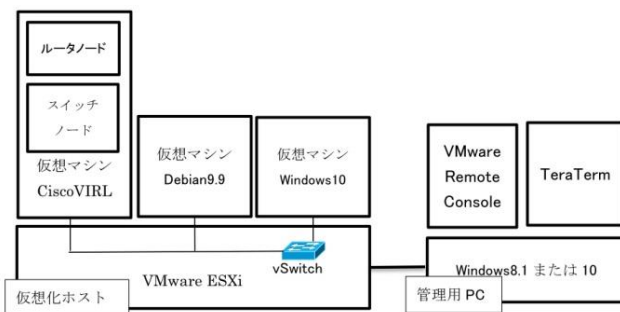 ルータノード
スイッチ
ノード
仮想マシン
CiscoVIRL
仮想マシン
Debian9.9
仮想マシン
Windows10
VMware
Remote
Console
TeraTerm
vSwitch
VMware ESXi
仮想化ホスト
Windows8.1 または 10
管理用 PC